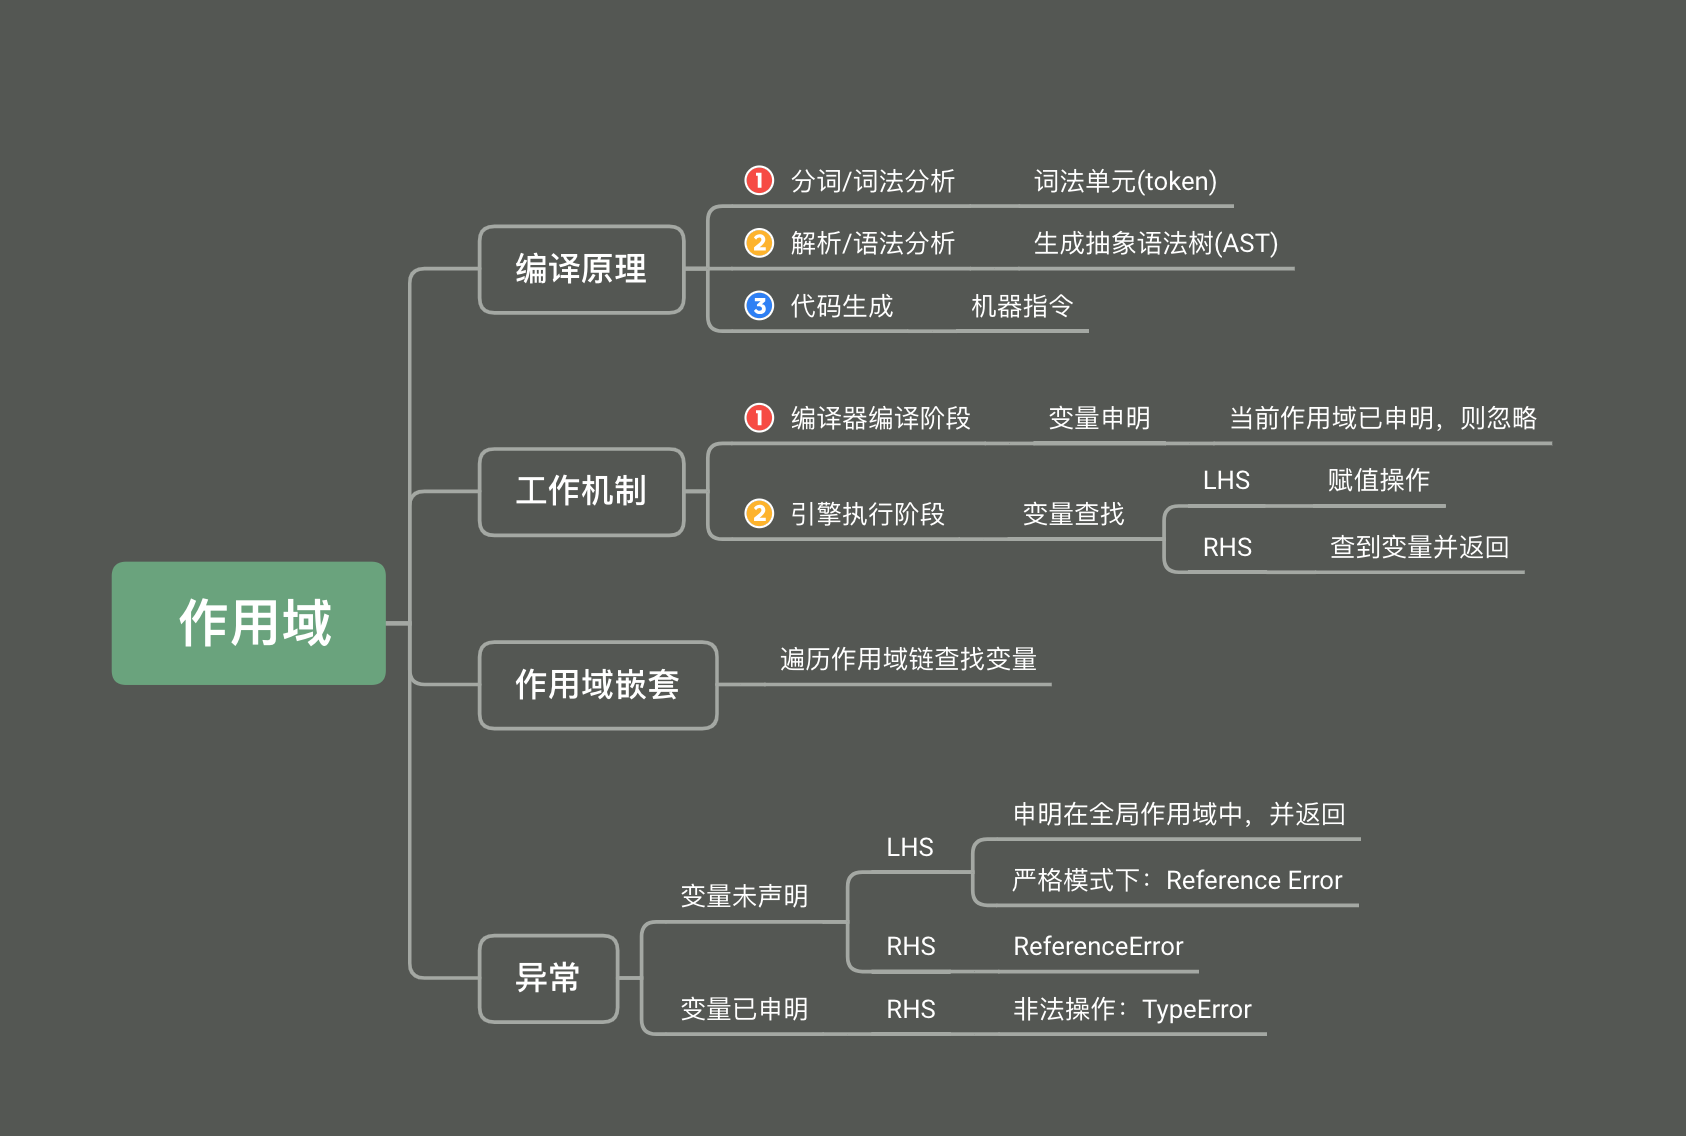 作用域
编译原理
1 分词/词法分析 词法单元(token)
2 解析/语法分析 生成抽象语法树(AST)
3 代码生成 机器指令
工作机制
1 编译器编译阶段 变量申明 当前作用域已申明，则忽略
2 引擎执行阶段 变量查找
LHS 赋值操作
RHS 查到变量并返回
作用域嵌套
遍历作用域链查找变量
异常
变量未声明
LHS
申明在全局作用域中，并返回
严格模式下：Reference Error
RHS ReferenceError
变量已申明 RHS 非法操作：TypeError